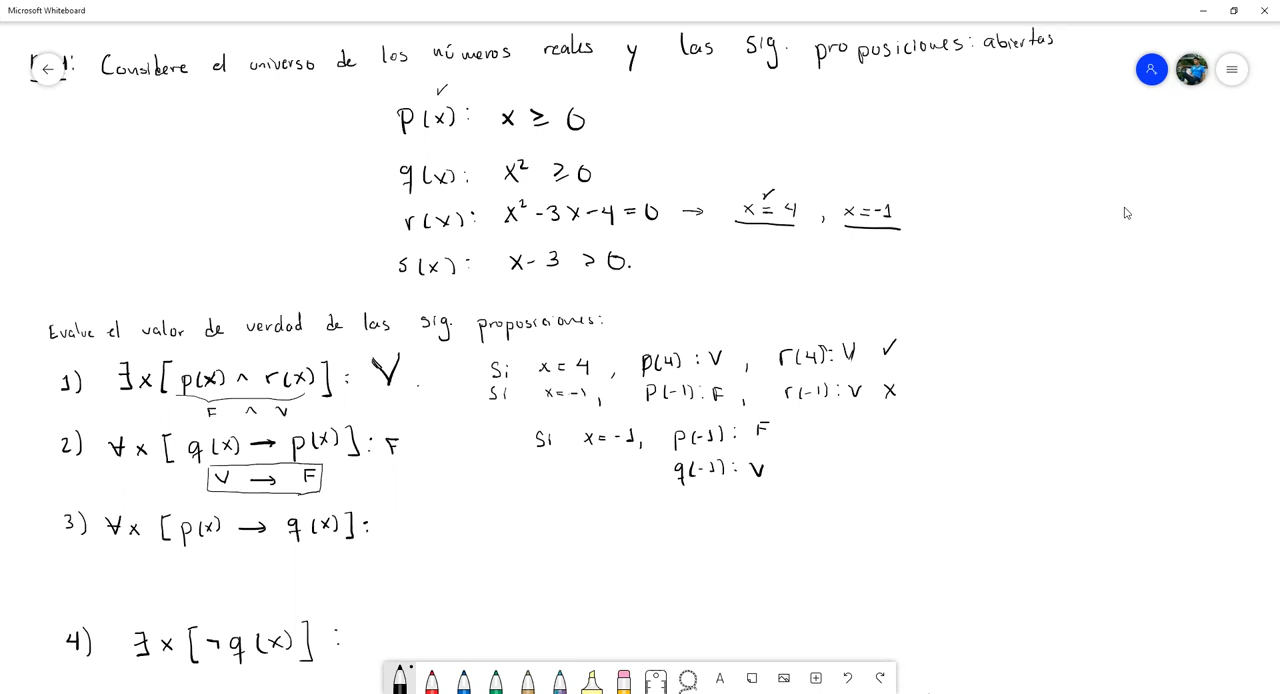 Microsoft Whiteboard
Considere el universo de los números reales y las sig. proposiciones: abiertas
p(x): x ≥ 0
q(x): x² ≥ 0
r(x): x² - 3x - 4 = 0 → x = 4 , x = -1
s(x): x - 3 > 0.
Evalue el valor de verdad de las sig. proposiciones:
1) ∃x [p(x) ∧ r(x)] : V .
F ∧ V
Si x = 4 , p(4) : V , r(4) : V ✓
Si x = -1, p(-1) : F , r(-1) : V X
2) ∀x [ q(x) → p(x) ] : F
V → F
Si x = -1, p(-1) : F
q(-1) : V
3) ∀x [p(x) → q(x)] :
4) ∃x [¬q(x)] :